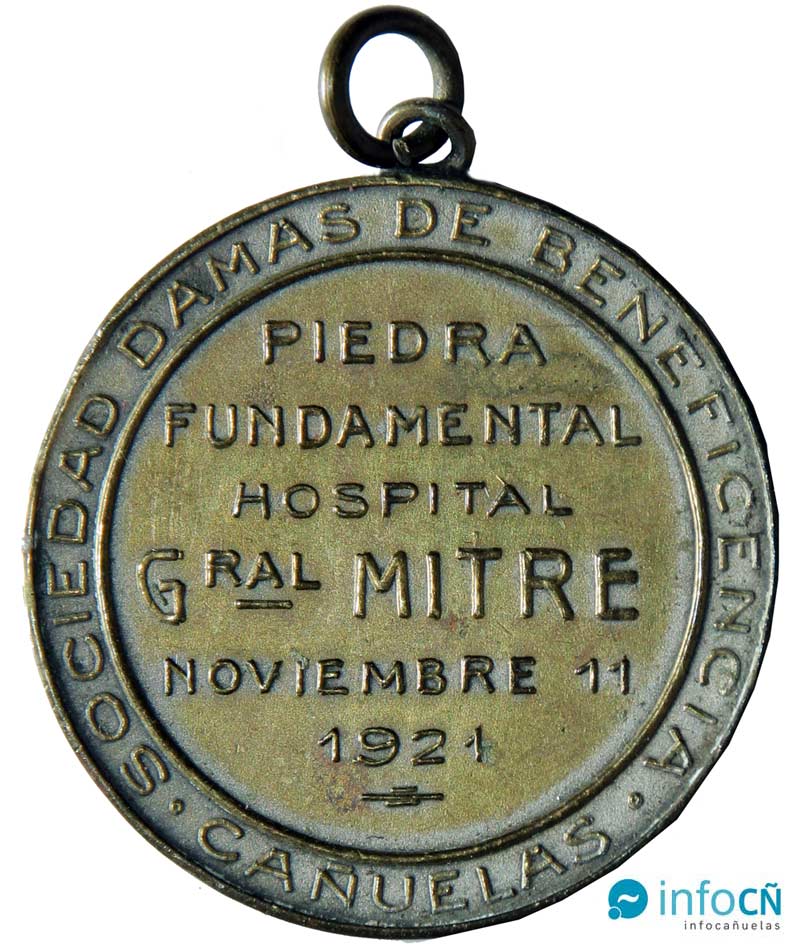 SOCIEDAD DAMAS DE BENEFICENCIA · CAÑUELAS ·
PIEDRA
FUNDAMENTAL
HOSPITAL
GRAL MITRE
NOVIEMBRE 11
1921
infoCÑ
infocañuelas